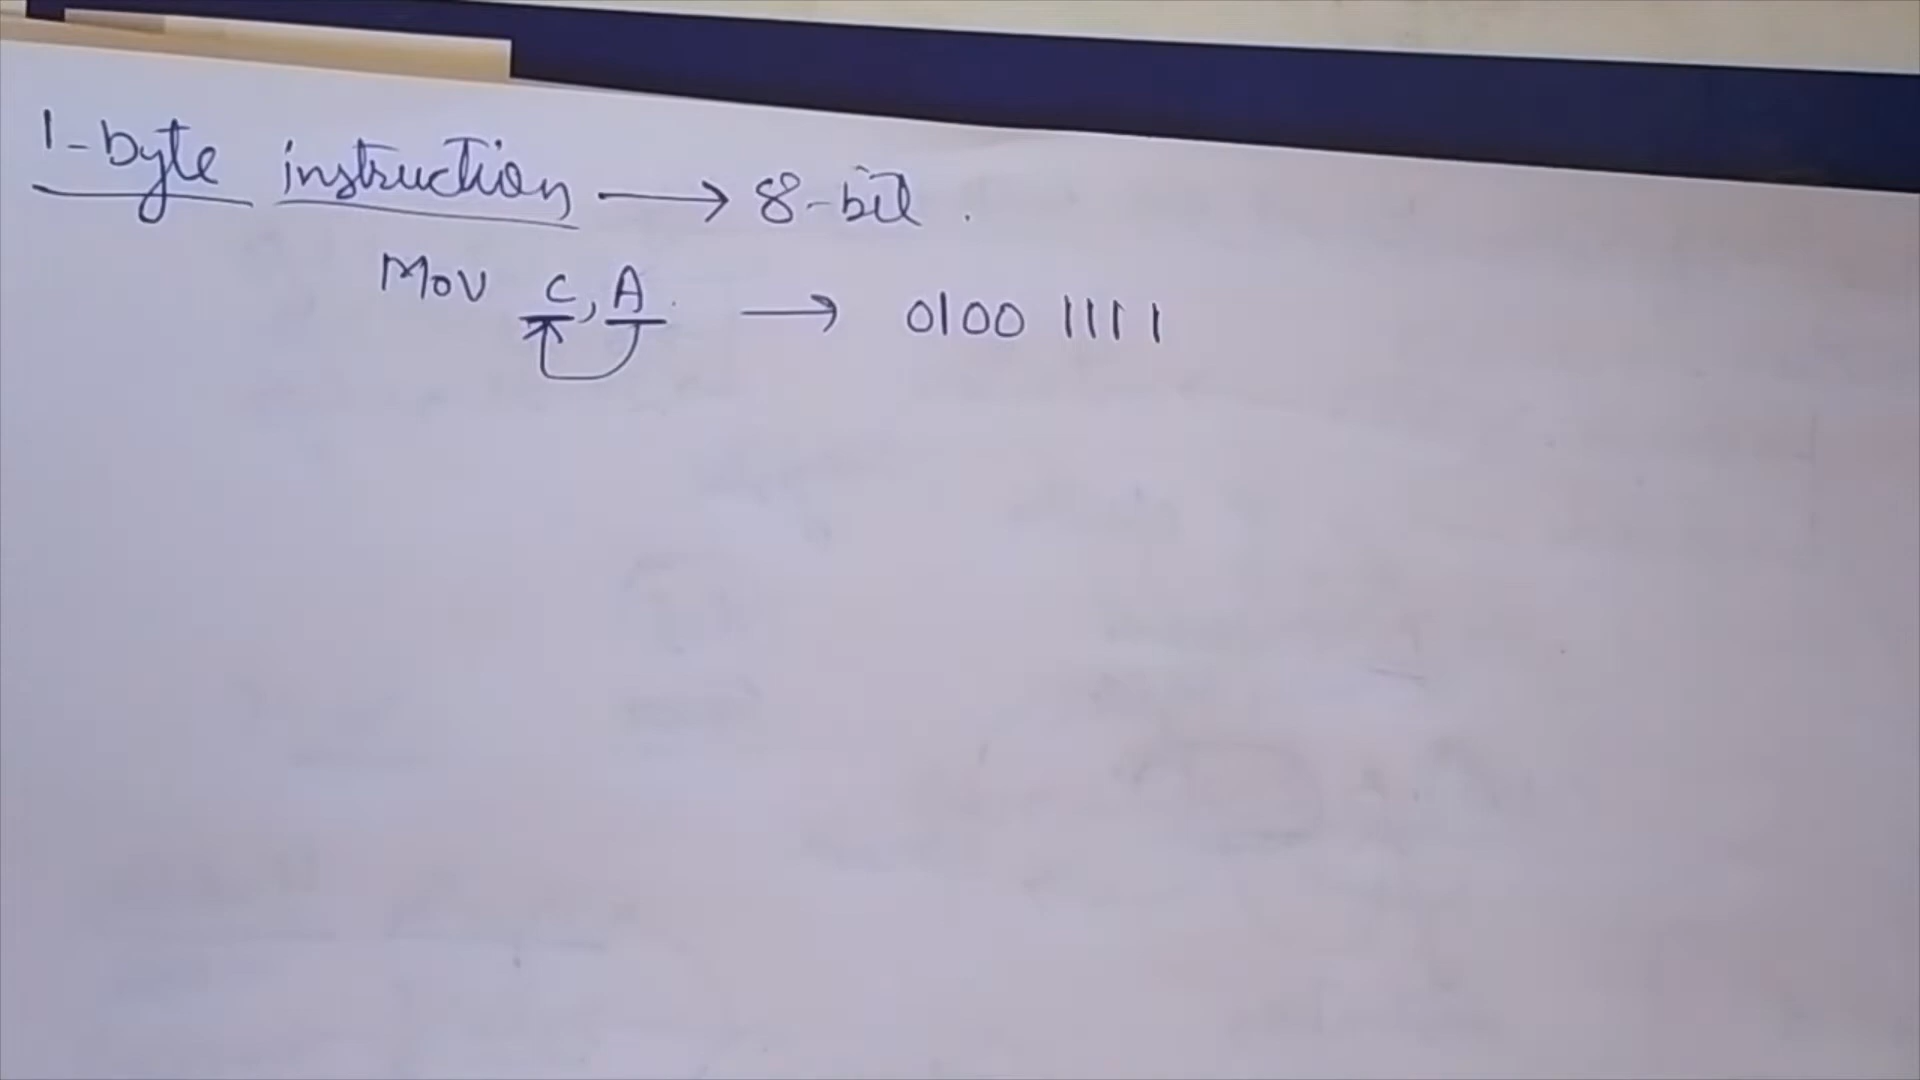 1-byte instruction → 8-bit.
Mov C, A. → 0100 1111